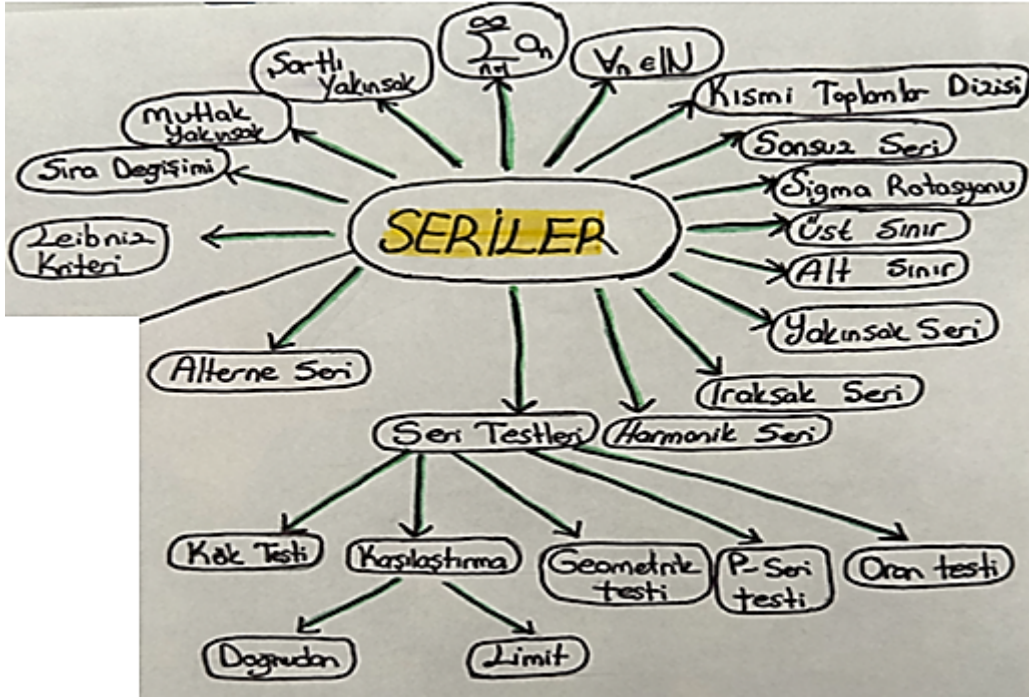 ∞
∑ aₙ
n=1
∀n ∈ ℕ
Şartlı
Yakınsak
Kısmi Toplamlar Dizisi
Mutlak
Yakınsak
Sonsuz Seri
Sıra Değişimi
Sigma Rotasyonu
SERİLER
Üst Sınır
Leibniz
Kriteri
Alt Sınır
Yakınsak Seri
Alterne Seri
Iraksak Seri
Seri Testleri
Harmonik Seri
Kök Testi
Kaşılaştırma
Geometrik
testi
P-Seri
testi
Oran testi
Doğrudan
Limit